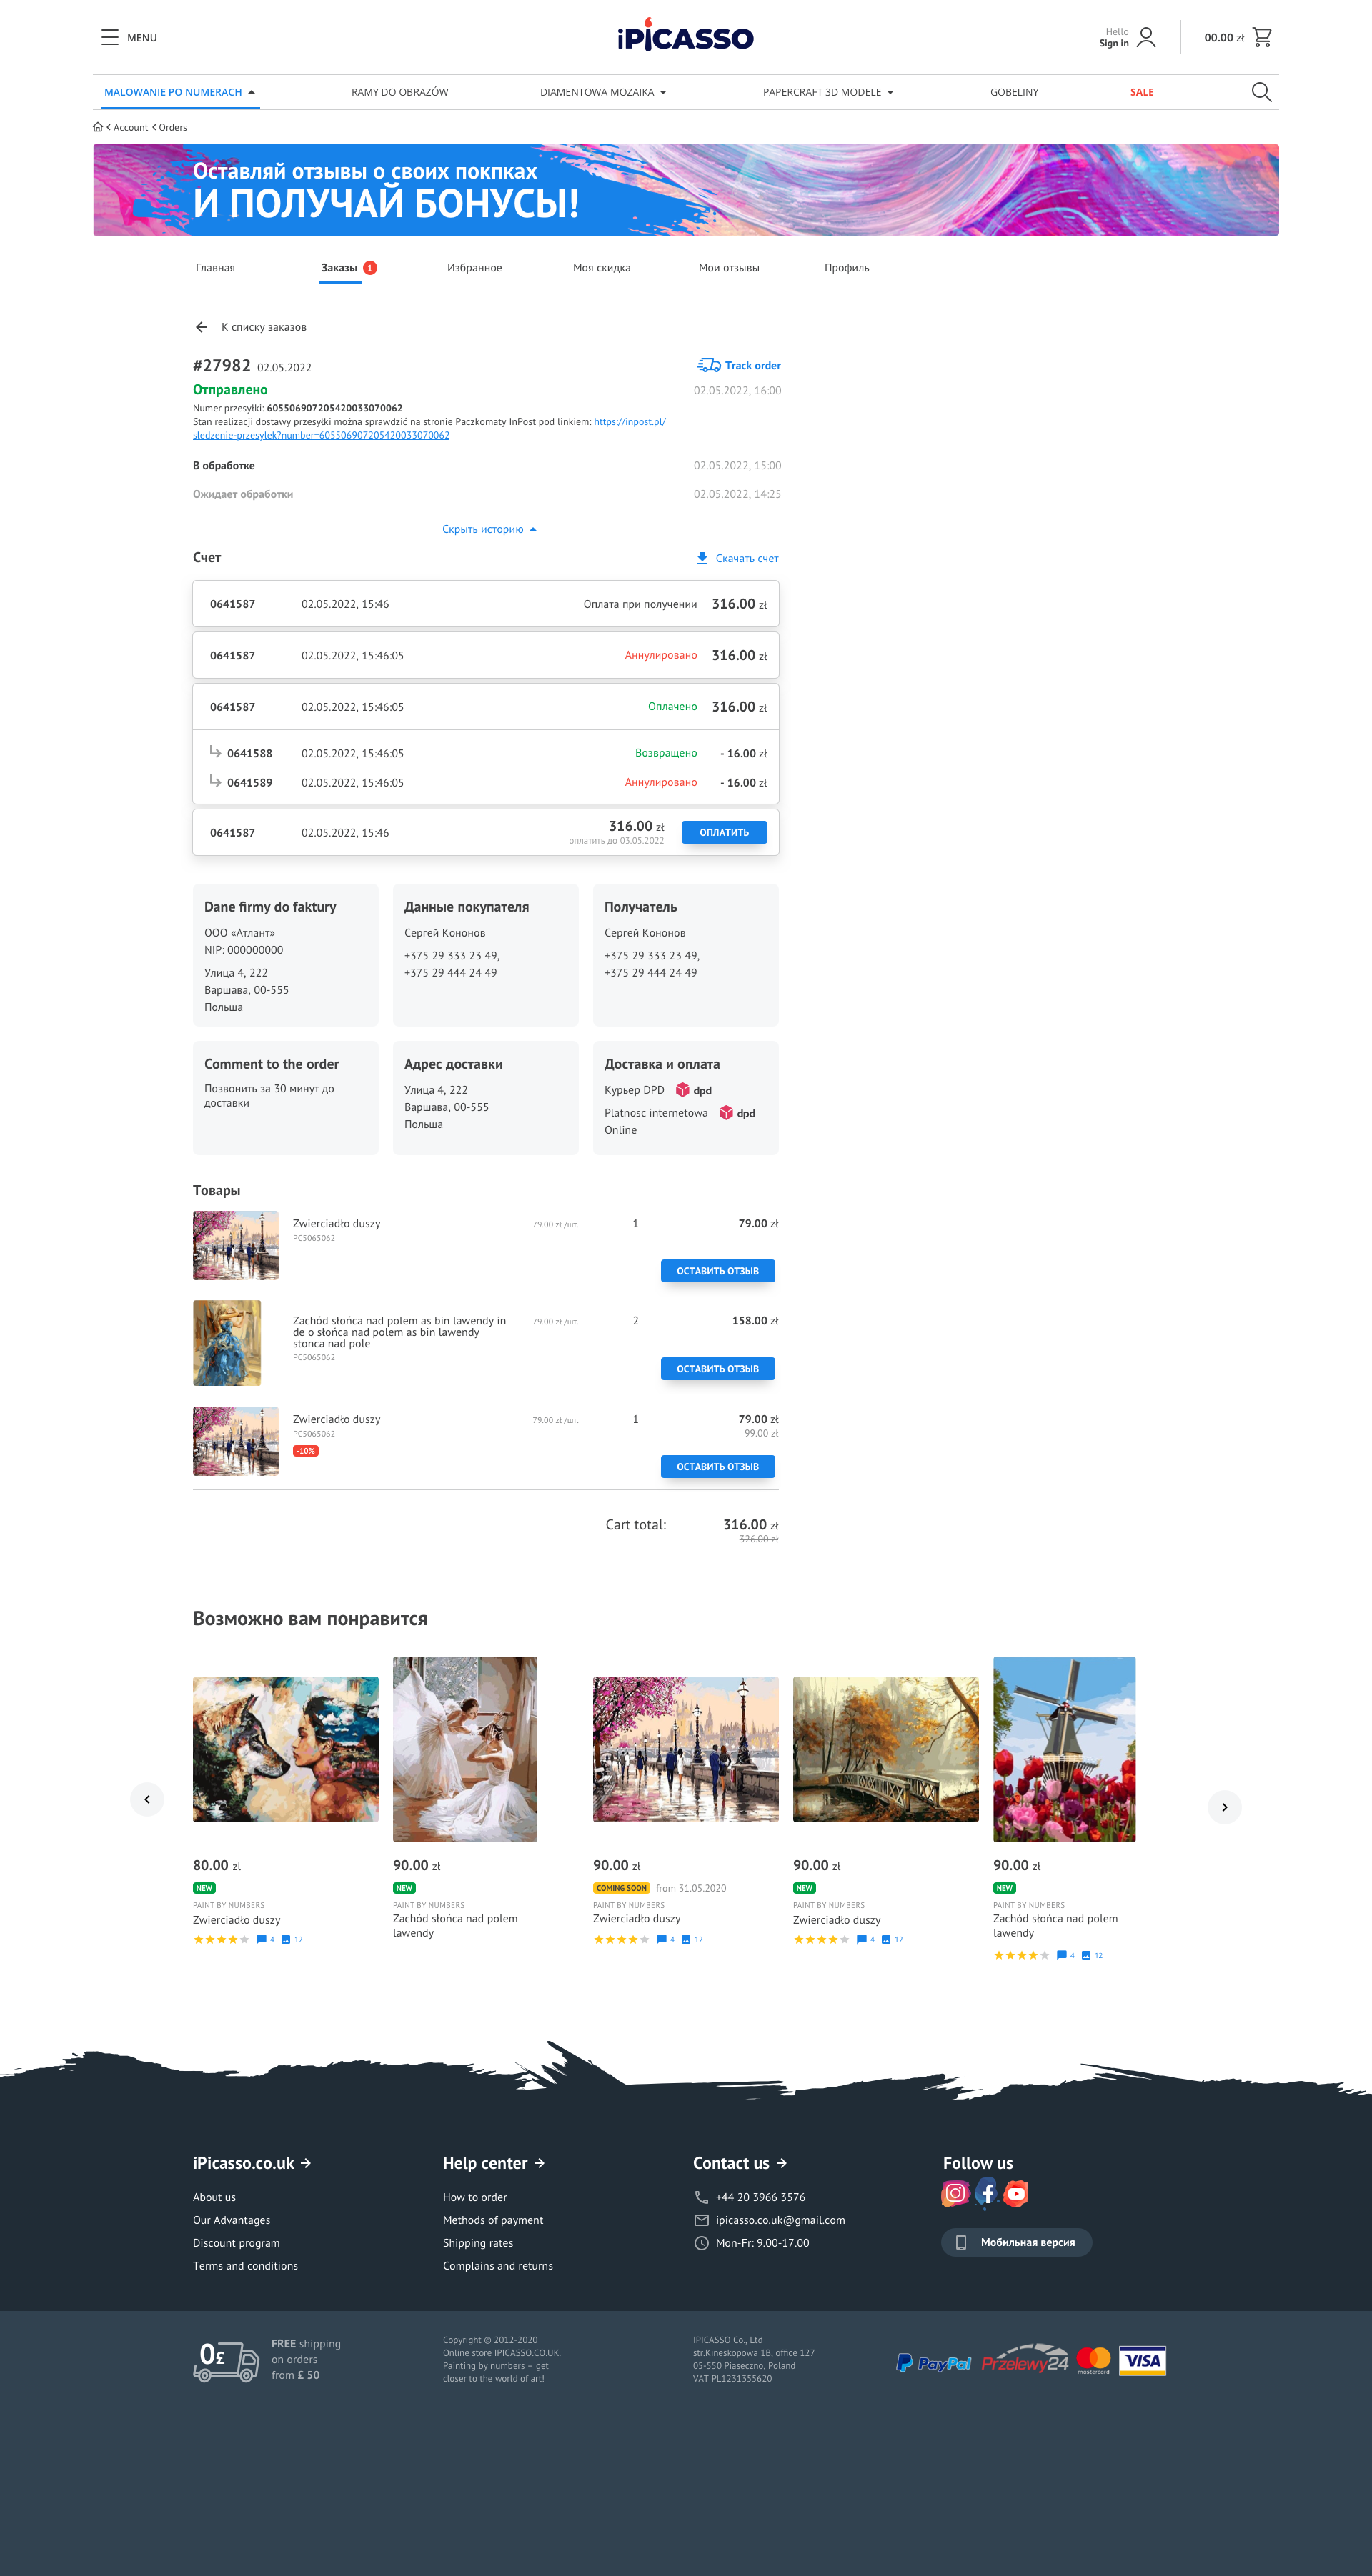 MENU
iPICASSO
Hello
Sign in
00.00 zł
MALOWANIE PO NUMERACH
RAMY DO OBRAZÓW
DIAMENTOWA MOZAIKA
PAPERCRAFT 3D MODELE
GOBELINY
SALE
Account
Orders
Оставляй отзывы о своих покпках
И ПОЛУЧАЙ БОНУСЫ!
Главная
Заказы 1
Избранное
Моя скидка
Мои отзывы
Профиль
К списку заказов
#27982 02.05.2022
Track order
Отправлено
02.05.2022, 16:00
Numer przesyłki: 605506907205420033070062
Stan realizacji dostawy przesyłki można sprawdzić na stronie Paczkomaty InPost pod linkiem: https://inpost.pl/
sledzenie-przesylek?number=605506907205420033070062
В обработке
02.05.2022, 15:00
Ожидает обработки
02.05.2022, 14:25
Скрыть историю
Счет
Скачать счет
0641587 02.05.2022, 15:46 Оплата при получении 316.00 zł
0641587 02.05.2022, 15:46:05 Аннулировано 316.00 zł
0641587 02.05.2022, 15:46:05 Оплачено 316.00 zł
0641588 02.05.2022, 15:46:05 Возвращено - 16.00 zł
0641589 02.05.2022, 15:46:05 Аннулировано - 16.00 zł
0641587 02.05.2022, 15:46 316.00 zł
оплатить до 03.05.2022
ОПЛАТИТЬ
Dane firmy do faktury
ООО «Атлант»
NIP: 000000000
Улица 4, 222
Варшава, 00-555
Польша
Данные покупателя
Сергей Кононов
+375 29 333 23 49,
+375 29 444 24 49
Получатель
Сергей Кононов
+375 29 333 23 49,
+375 29 444 24 49
Comment to the order
Позвонить за 30 минут до
доставки
Адрес доставки
Улица 4, 222
Варшава, 00-555
Польша
Доставка и оплата
Курьер DPD dpd
Platnosc internetowa dpd
Online
Товары
Zwierciadło duszy 79.00 zł /шт. 1 79.00 zł
PC5065062
ОСТАВИТЬ ОТЗЫВ
Zachód słońca nad polem as bin lawendy in 79.00 zł /шт. 2 158.00 zł
de o słońca nad polem as bin lawendy
stonca nad pole
PC5065062
ОСТАВИТЬ ОТЗЫВ
Zwierciadło duszy 79.00 zł /шт. 1 79.00 zł
PC5065062
99.00 zł
-10%
ОСТАВИТЬ ОТЗЫВ
Cart total: 316.00 zł
326.00 zł
Возможно вам понравится
80.00 zl
NEW
PAINT BY NUMBERS
Zwierciadło duszy
4 12
90.00 zł
NEW
PAINT BY NUMBERS
Zachód słońca nad polem
lawendy
90.00 zł
COMING SOON from 31.05.2020
PAINT BY NUMBERS
Zwierciadło duszy
4 12
90.00 zł
NEW
PAINT BY NUMBERS
Zwierciadło duszy
4 12
90.00 zł
NEW
PAINT BY NUMBERS
Zachód słońca nad polem
lawendy
4 12
iPicasso.co.uk
About us
Our Advantages
Discount program
Terms and conditions
Help center
How to order
Methods of payment
Shipping rates
Complains and returns
Contact us
+44 20 3966 3576
ipicasso.co.uk@gmail.com
Mon-Fr: 9.00-17.00
Follow us
Мобильная версия
0£
FREE shipping
on orders
from £ 50
Copyright © 2012-2020
Online store IPICASSO.CO.UK.
Painting by numbers – get
closer to the world of art!
IPICASSO Co., Ltd
str.Kineskopowa 1B, office 127
05-550 Piaseczno, Poland
VAT PL1231355620
PayPal
Przelewy24
mastercard
VISA